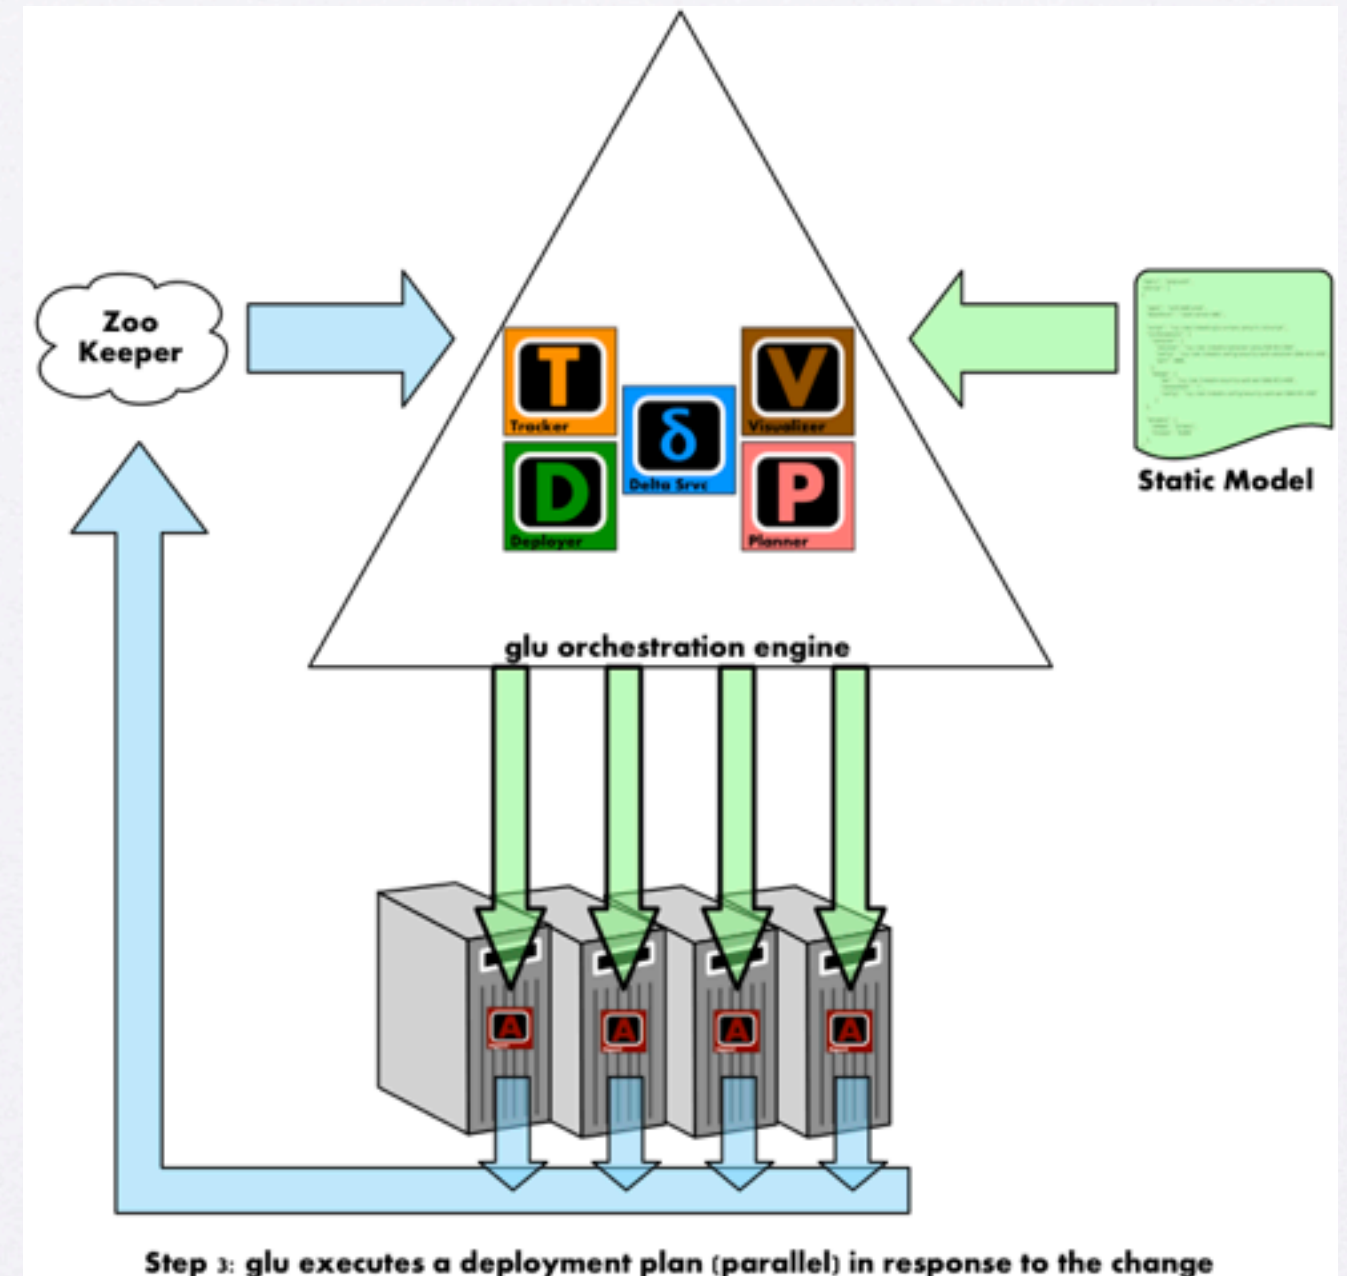 Zoo
Keeper
T
Tracker
V
Visualizer
δ
Delta Srvc
D
Deployer
P
Planner
Static Model
glu orchestration engine
A
A
A
A
Step 3: glu executes a deployment plan (parallel) in response to the change